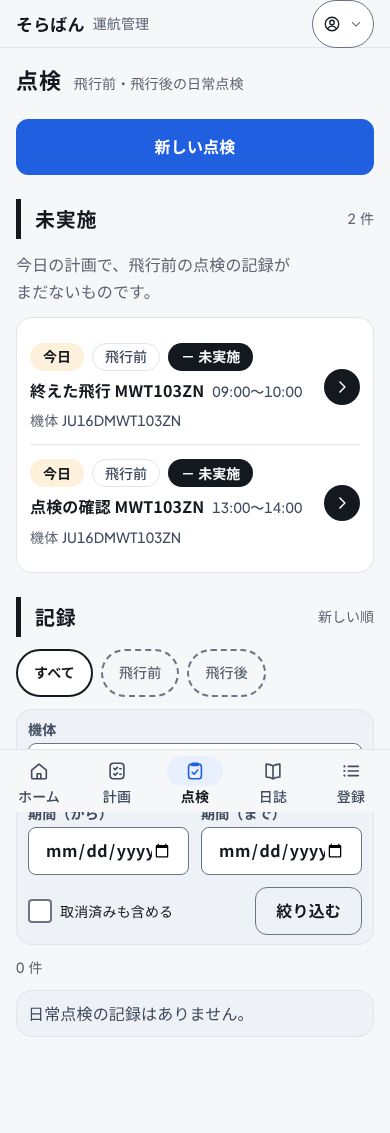 そらばん 運航管理
点検 飛行前・飛行後の日常点検
新しい点検
未実施 2 件
今日の計画で、飛行前の点検の記録が
まだないものです。
今日 飛行前 － 未実施
終えた飛行 MWT103ZN 09:00〜10:00
機体 JU16DMWT103ZN
今日 飛行前 － 未実施
点検の確認 MWT103ZN 13:00〜14:00
機体 JU16DMWT103ZN
記録 新しい順
すべて 飛行前 飛行後
機体
ホーム 計画 点検 日誌 登録
期間（から） 期間（まで）
mm/dd/yyyy mm/dd/yyyy
取消済みも含める 絞り込む
0 件
日常点検の記録はありません。